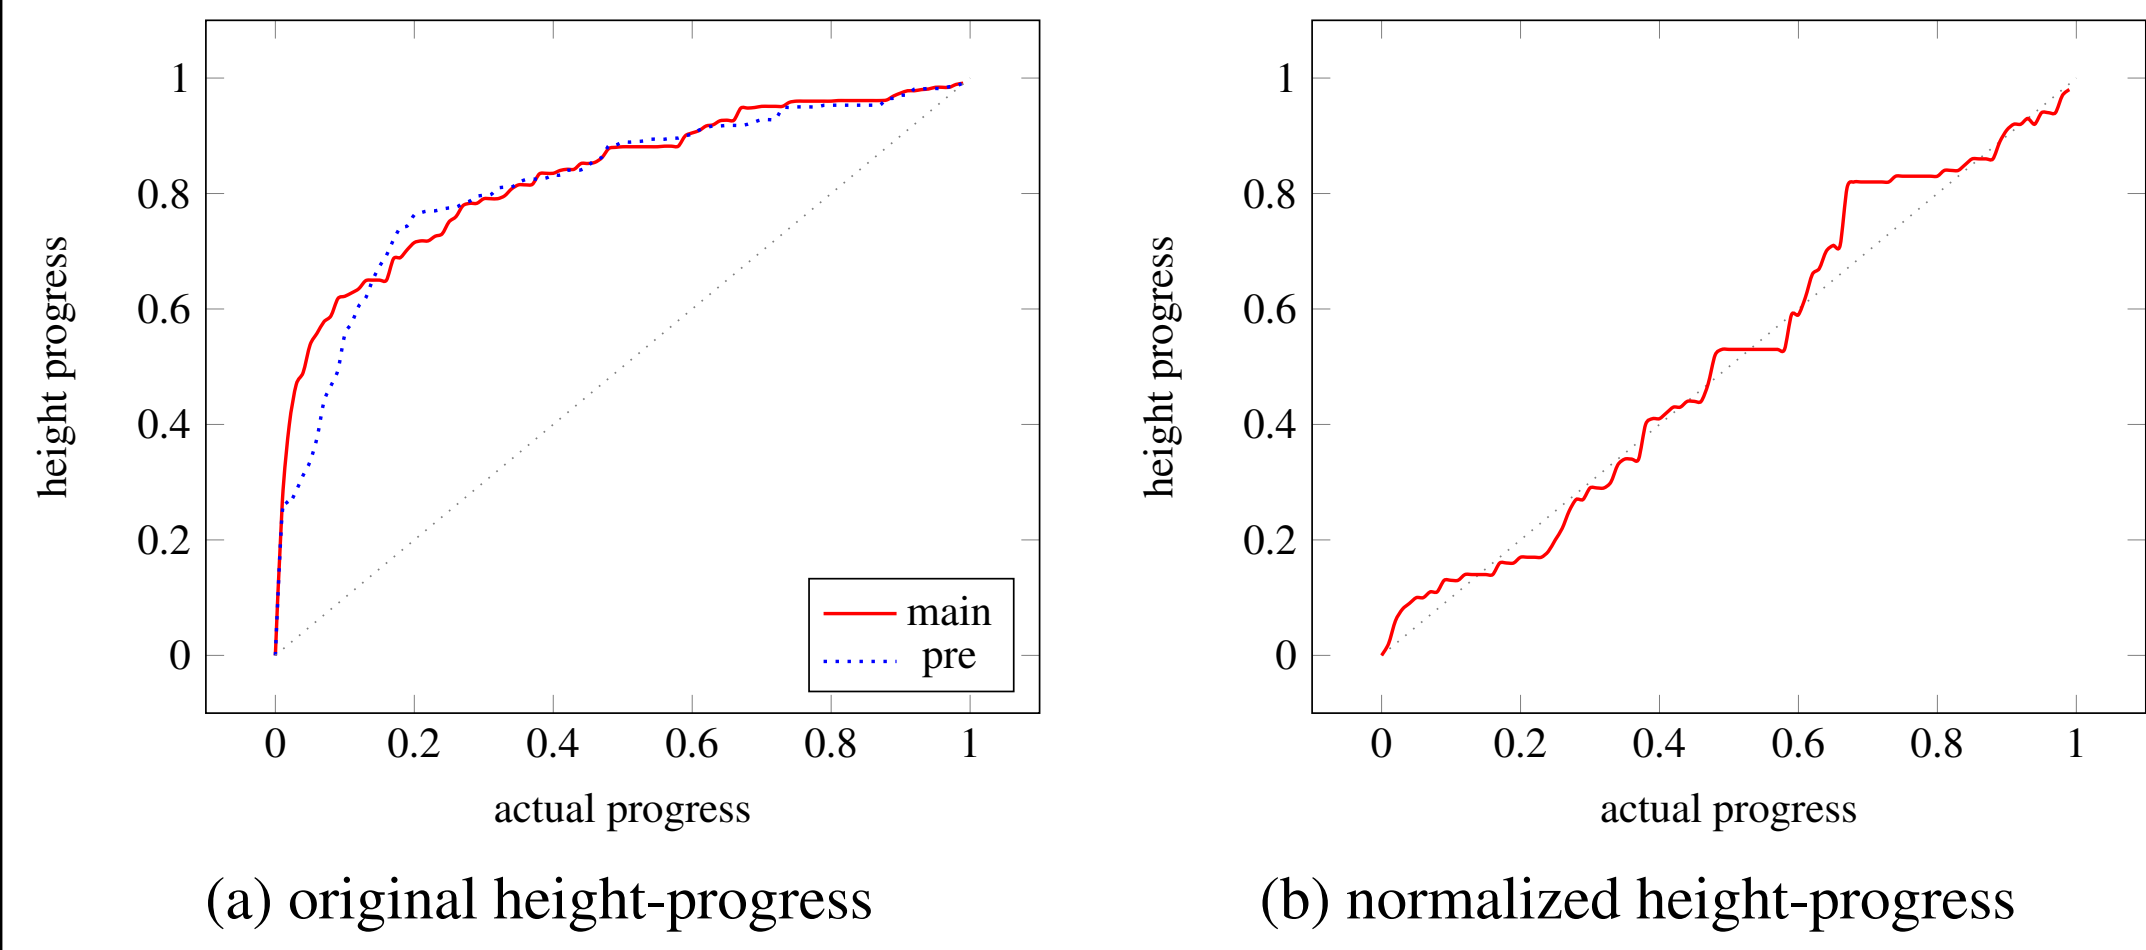 height progress
1
0.8
0.6
0.4
0.2
0
main
pre
0 0.2 0.4 0.6 0.8 1
actual progress
(a) original height-progress
height progress
1
0.8
0.6
0.4
0.2
0
0 0.2 0.4 0.6 0.8 1
actual progress
(b) normalized height-progress